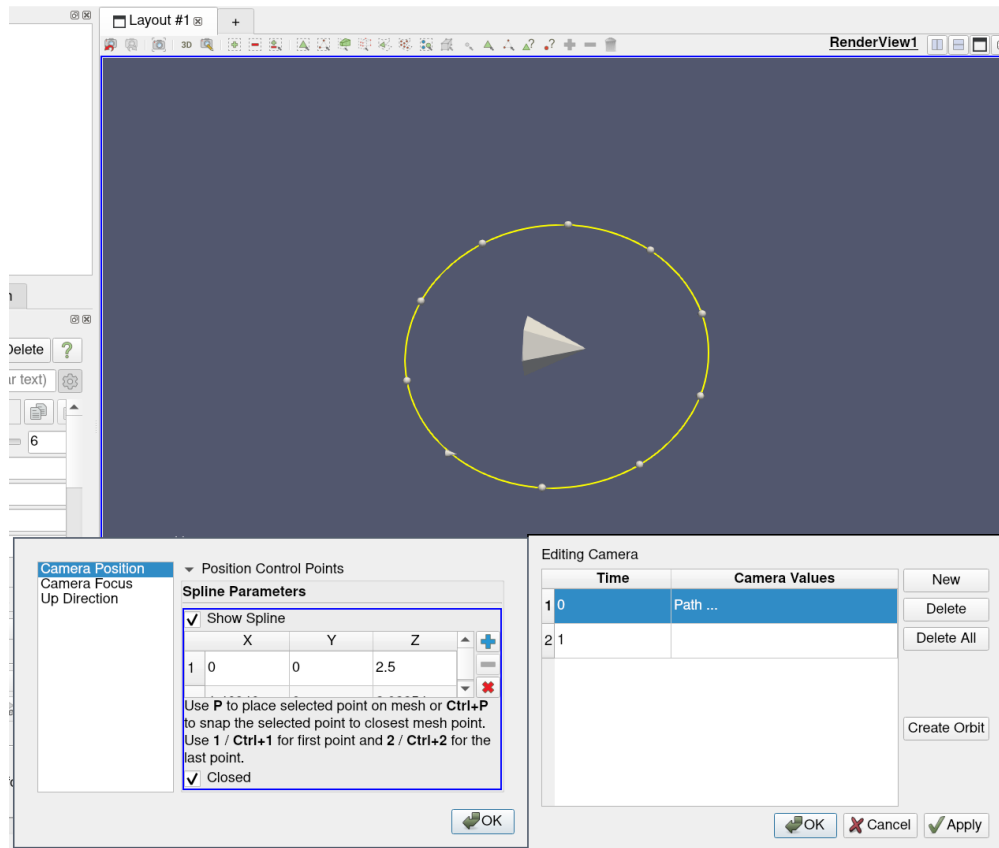 Layout #1
+
3D
RenderView1
Delete
?
ar text)
6
Camera Position
Camera Focus
Up Direction
Position Control Points
Spline Parameters
Show Spline
X Y Z
1 0 0 2.5
Use P to place selected point on mesh or Ctrl+P
to snap the selected point to closest mesh point.
Use 1 / Ctrl+1 for first point and 2 / Ctrl+2 for the
last point.
Closed
OK
Editing Camera
Time Camera Values
1 0 Path ...
2 1
New
Delete
Delete All
Create Orbit
OK Cancel Apply